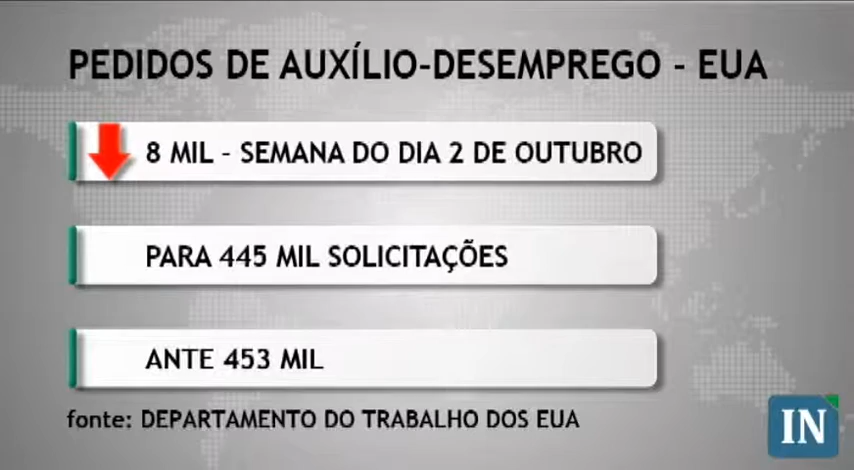 PEDIDOS DE AUXÍLIO-DESEMPREGO - EUA
8 MIL - SEMANA DO DIA 2 DE OUTUBRO
PARA 445 MIL SOLICITAÇÕES
ANTE 453 MIL
fonte: DEPARTAMENTO DO TRABALHO DOS EUA
IN